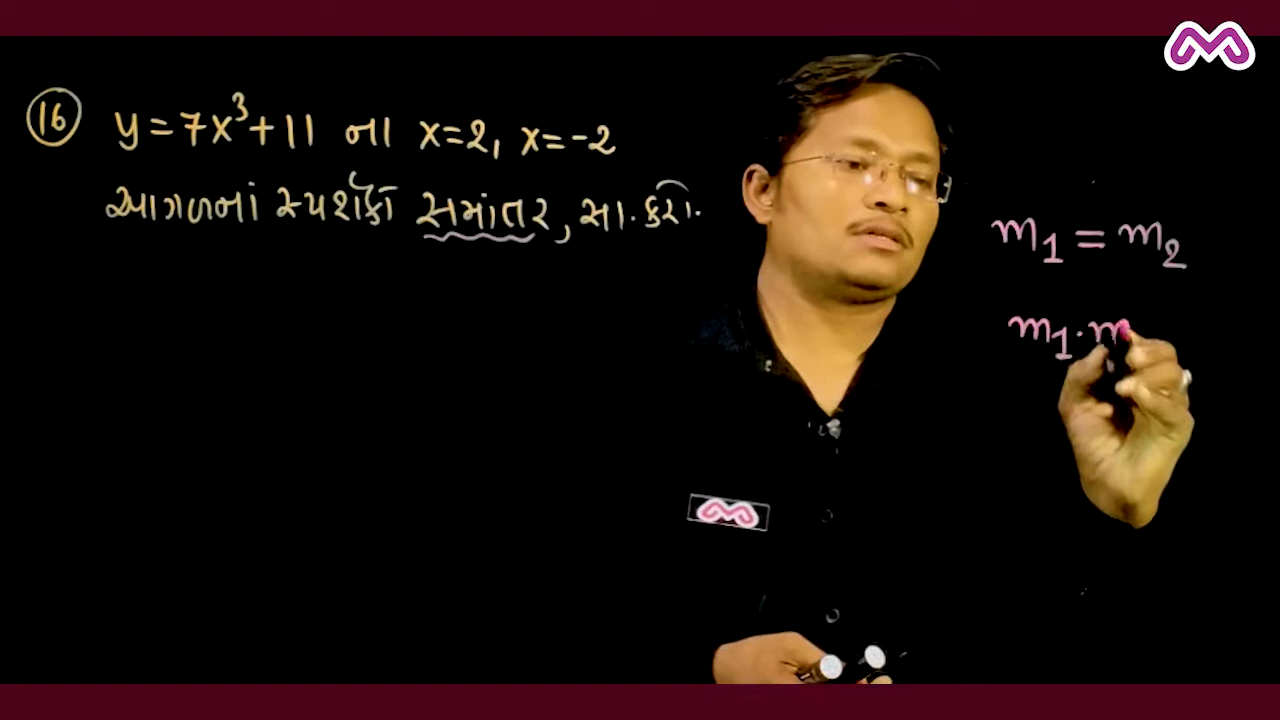 (16) y = 7x³ + 11 ના x=2, x=-2
આગળનાં સ્પર્શકો સમાંતર, સા. કરો.
m₁ = m₂
m₁·m